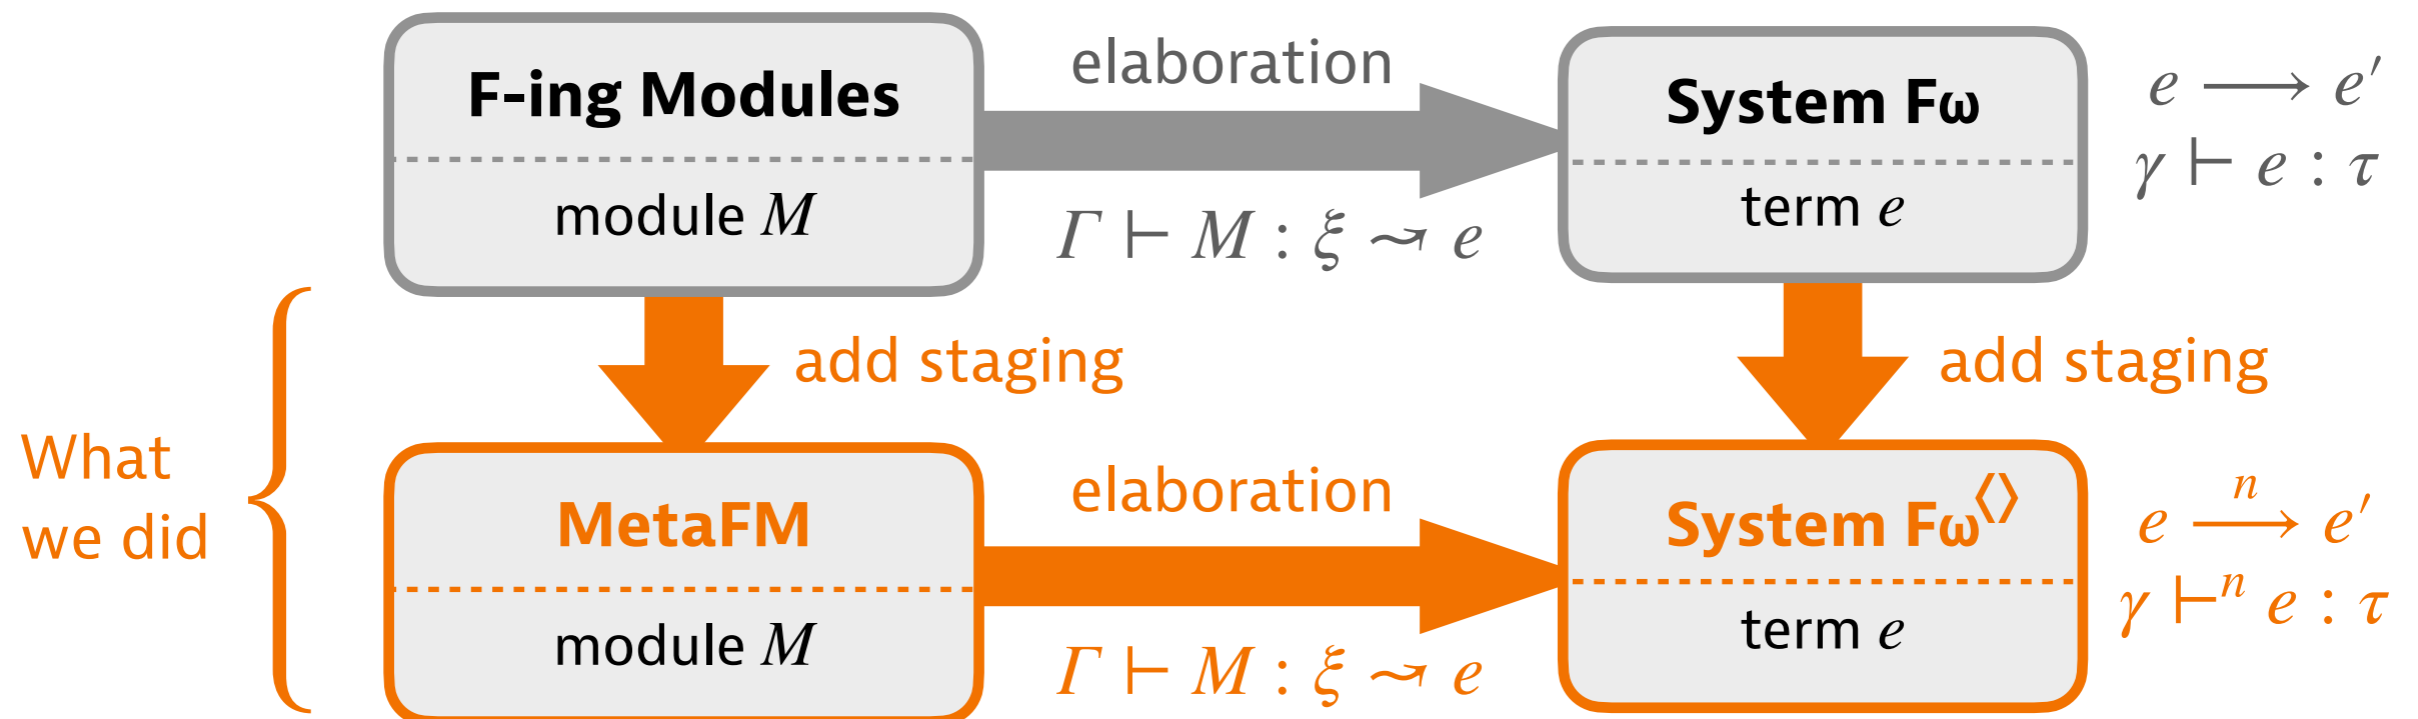 F-ing Modules
module M
elaboration
Γ ⊢ M : ξ ⇝ e
System Fω
term e
e ⟶ e′
γ ⊢ e : τ
add staging
add staging
What
we did
MetaFM
module M
elaboration
Γ ⊢ M : ξ ⇝ e
System Fω⟨⟩
term e
e —n→ e′
γ ⊢ⁿ e : τ